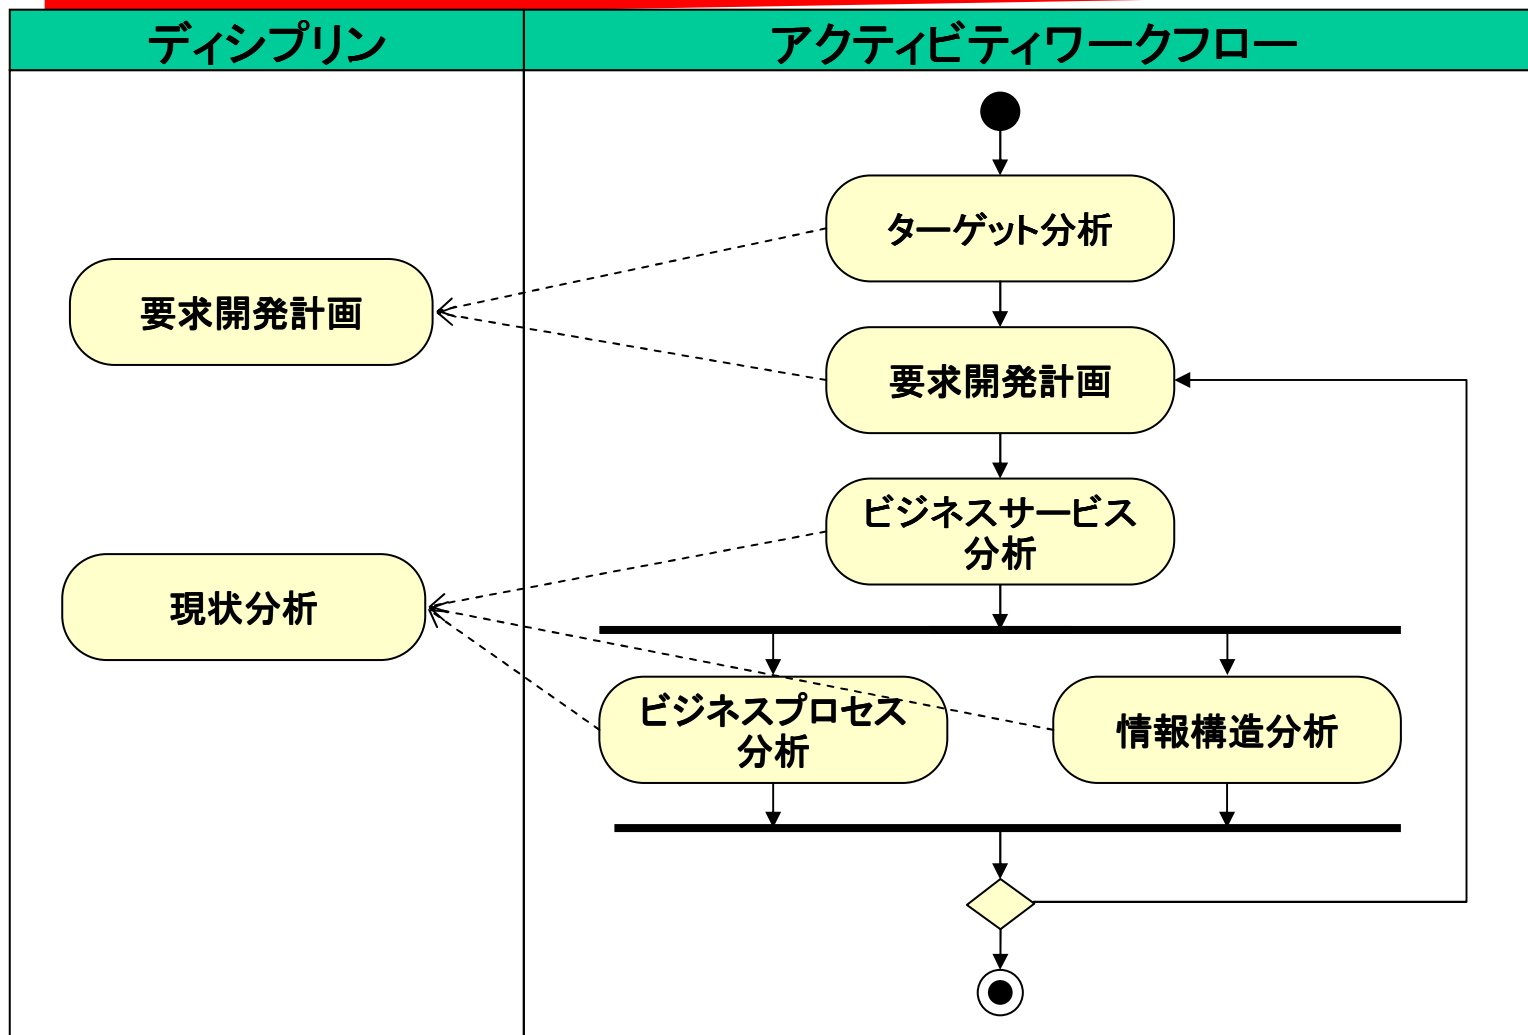 ディシプリン
アクティビティワークフロー
ターゲット分析
要求開発計画
要求開発計画
ビジネスサービス
分析
現状分析
ビジネスプロセス
分析
情報構造分析